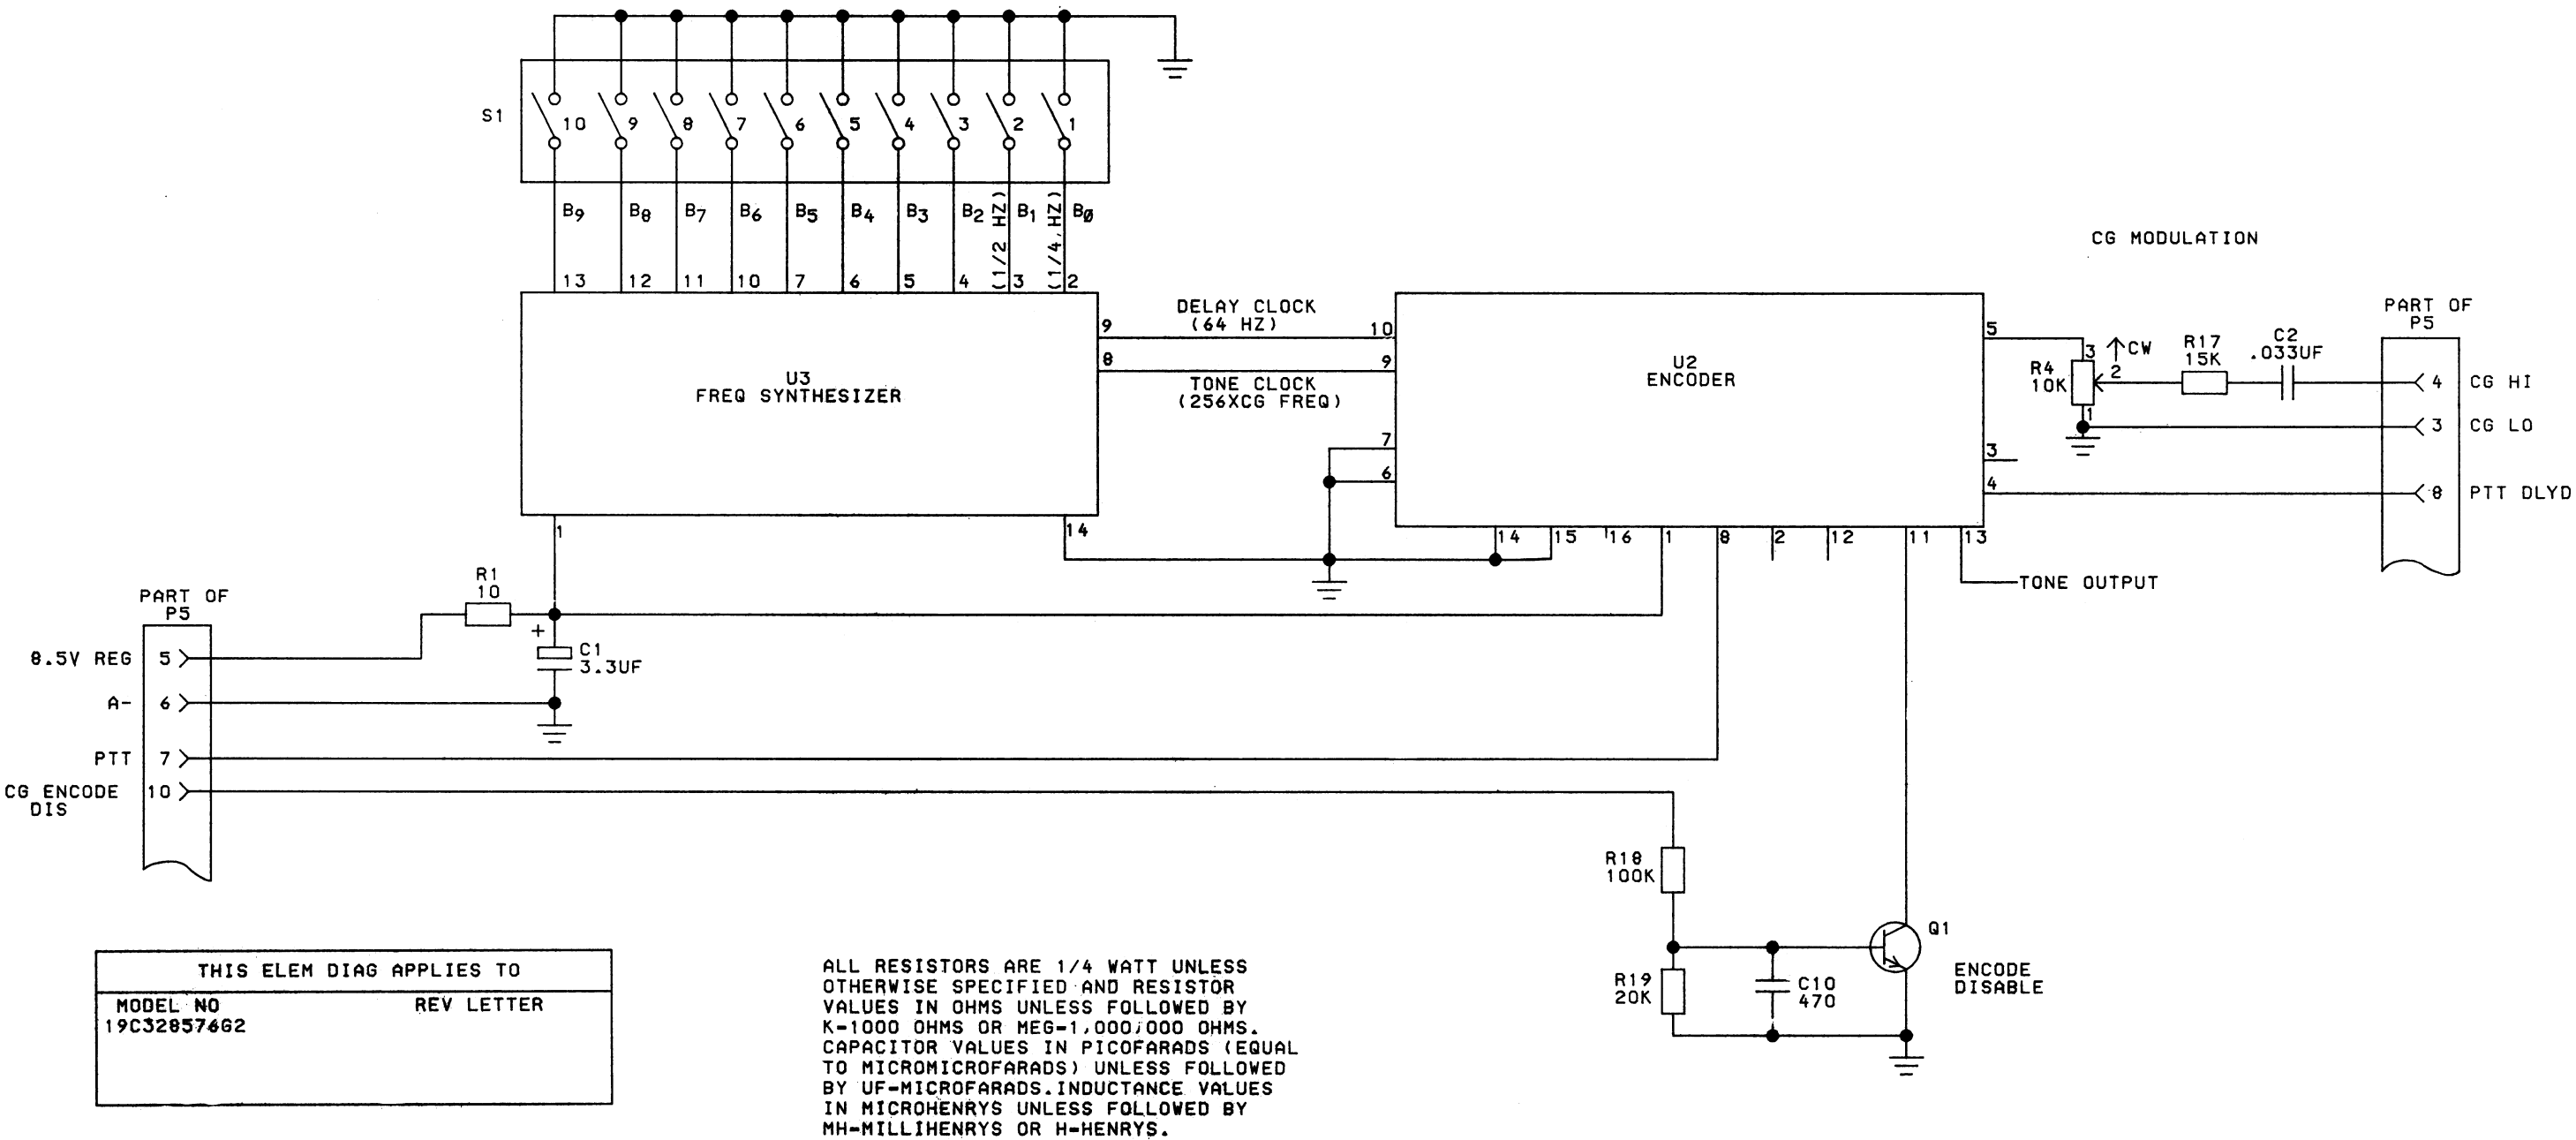 S1
10 9 8 7 6 5 4 3 2 1
B9 B8 B7 B6 B5 B4 B3 B2 (1/2 HZ) B1 (1/4,HZ) BØ
13 12 11 10 7 6 5 4 3 2
U3
FREQ SYNTHESIZER
9
8
1
14
DELAY CLOCK
(64 HZ)
TONE CLOCK
(256XCG FREQ)
10
9
7
6
U2
ENCODER
5
3
4
14 15 16 1 8 2 12 11 13
TONE OUTPUT
CG MODULATION
3
CW
R4
10K
2
1
R17
15K
C2
.033UF
PART OF
P5
4 CG HI
3 CG LO
8 PTT DLYD
R1
10
+
C1
3.3UF
PART OF
P5
8.5V REG 5
A- 6
PTT 7
CG ENCODE 10
DIS
R18
100K
R19
20K
C10
470
Q1
ENCODE
DISABLE
THIS ELEM DIAG APPLIES TO
MODEL NO REV LETTER
19C328576G2
ALL RESISTORS ARE 1/4 WATT UNLESS
OTHERWISE SPECIFIED AND RESISTOR
VALUES IN OHMS UNLESS FOLLOWED BY
K=1000 OHMS OR MEG=1,000,000 OHMS.
CAPACITOR VALUES IN PICOFARADS (EQUAL
TO MICROMICROFARADS) UNLESS FOLLOWED
BY UF=MICROFARADS.INDUCTANCE VALUES
IN MICROHENRYS UNLESS FOLLOWED BY
MH=MILLIHENRYS OR H=HENRYS.